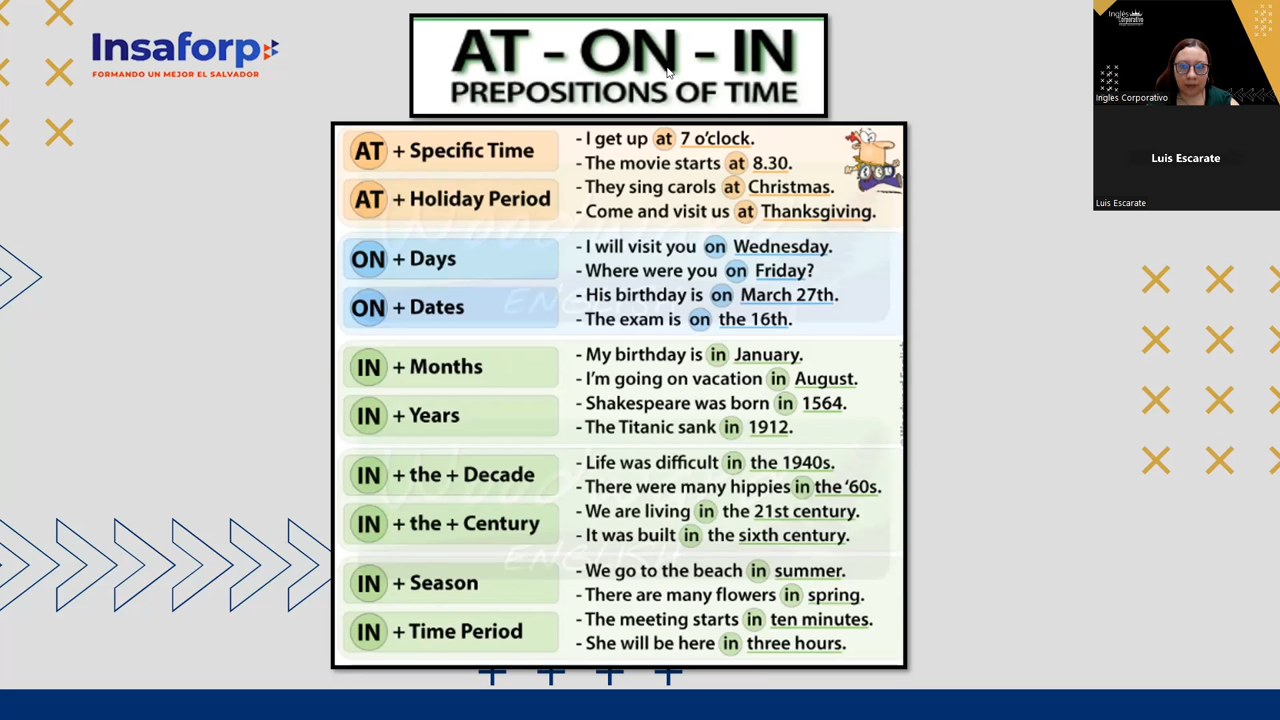 Insaforp
FORMANDO UN MEJOR EL SALVADOR
AT - ON - IN
PREPOSITIONS OF TIME
AT + Specific Time
- I get up at 7 o'clock.
- The movie starts at 8.30.
AT + Holiday Period
- They sing carols at Christmas.
- Come and visit us at Thanksgiving.
ON + Days
- I will visit you on Wednesday.
- Where were you on Friday?
ON + Dates
- His birthday is on March 27th.
- The exam is on the 16th.
IN + Months
- My birthday is in January.
- I'm going on vacation in August.
IN + Years
- Shakespeare was born in 1564.
- The Titanic sank in 1912.
IN + the + Decade
- Life was difficult in the 1940s.
- There were many hippies in the '60s.
IN + the + Century
- We are living in the 21st century.
- It was built in the sixth century.
IN + Season
- We go to the beach in summer.
- There are many flowers in spring.
IN + Time Period
- The meeting starts in ten minutes.
- She will be here in three hours.
Inglés
Corporativo
Ingles Corporativo
Luis Escarate
Luis Escarate
ENGLISH
ENGLISH